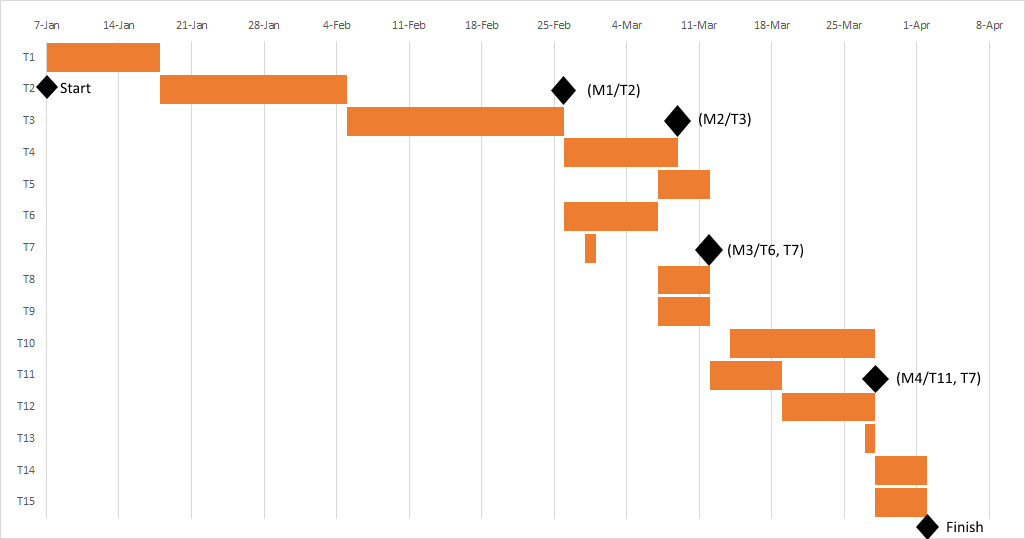 7-Jan 14-Jan 21-Jan 28-Jan 4-Feb 11-Feb 18-Feb 25-Feb 4-Mar 11-Mar 18-Mar 25-Mar 1-Apr 8-Apr
T1
T2 Start (M1/T2)
T3 (M2/T3)
T4
T5
T6
T7 (M3/T6, T7)
T8
T9
T10
T11 (M4/T11, T7)
T12
T13
T14
T15
Finish